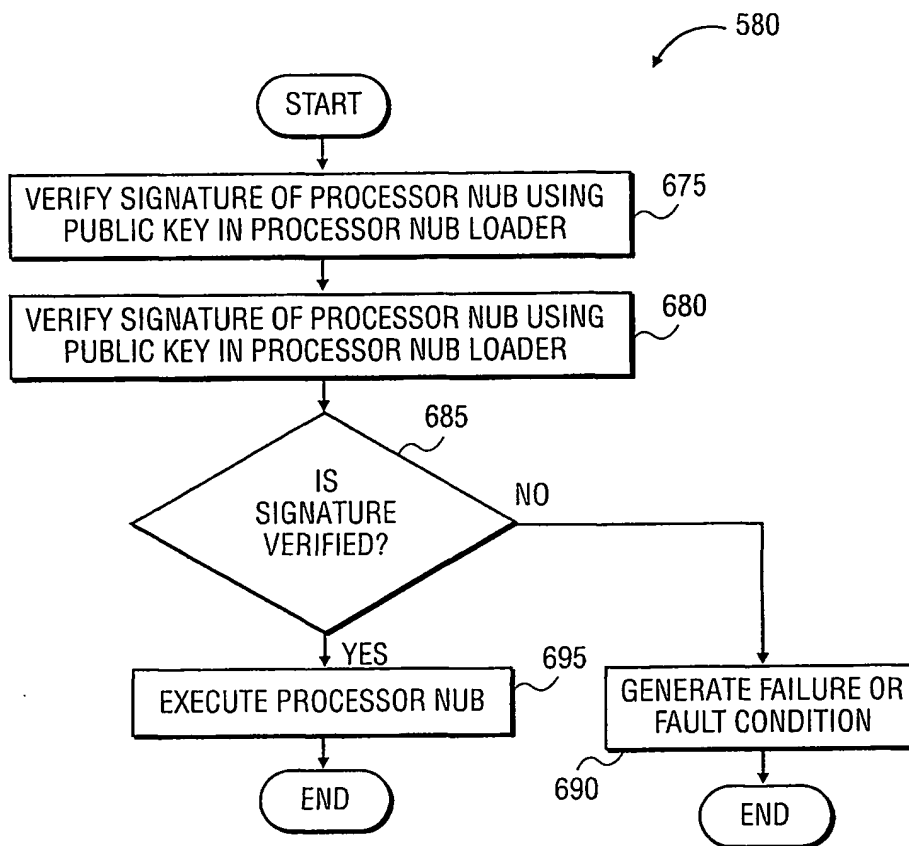 580
START
VERIFY SIGNATURE OF PROCESSOR NUB USING
PUBLIC KEY IN PROCESSOR NUB LOADER
675
VERIFY SIGNATURE OF PROCESSOR NUB USING
PUBLIC KEY IN PROCESSOR NUB LOADER
680
685
IS
SIGNATURE
VERIFIED?
NO
YES
EXECUTE PROCESSOR NUB
695
GENERATE FAILURE OR
FAULT CONDITION
690
END
END